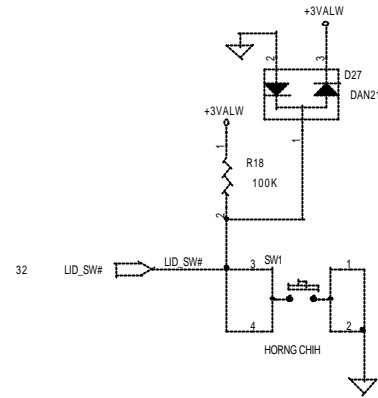 +3VALW
2
3
D27
DAN21
+3VALW
1
1
R18
100K
2
32
LID_SW#
LID_SW#
3
SW1
1
4
2
HORNG CHIH